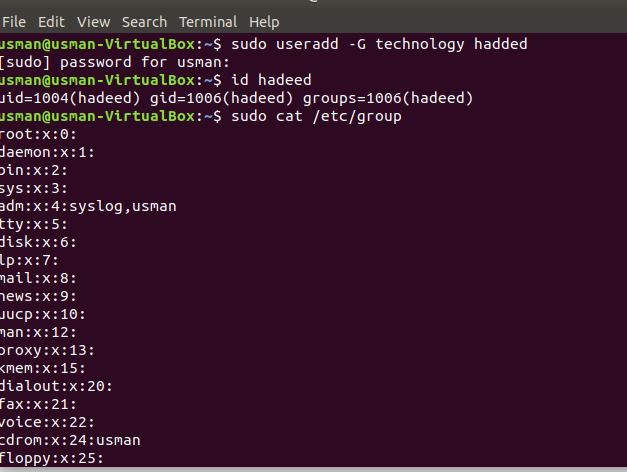 File Edit View Search Terminal Help
usman@usman-VirtualBox:~$ sudo useradd -G technology hadded
[sudo] password for usman:
usman@usman-VirtualBox:~$ id hadeed
uid=1004(hadeed) gid=1006(hadeed) groups=1006(hadeed)
usman@usman-VirtualBox:~$ sudo cat /etc/group
root:x:0:
daemon:x:1:
bin:x:2:
sys:x:3:
adm:x:4:syslog,usman
tty:x:5:
disk:x:6:
lp:x:7:
mail:x:8:
news:x:9:
uucp:x:10:
man:x:12:
proxy:x:13:
kmem:x:15:
dialout:x:20:
fax:x:21:
voice:x:22:
cdrom:x:24:usman
floppy:x:25: